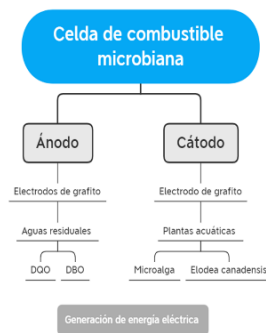 Celda de combustible
microbiana
Ánodo
Cátodo
Electrodos de grafito
Electrodo de grafito
Aguas residuales
Plantas acuáticas
DQO
DBO
Microalga
Elodea canadensis
Generación de energía eléctrica